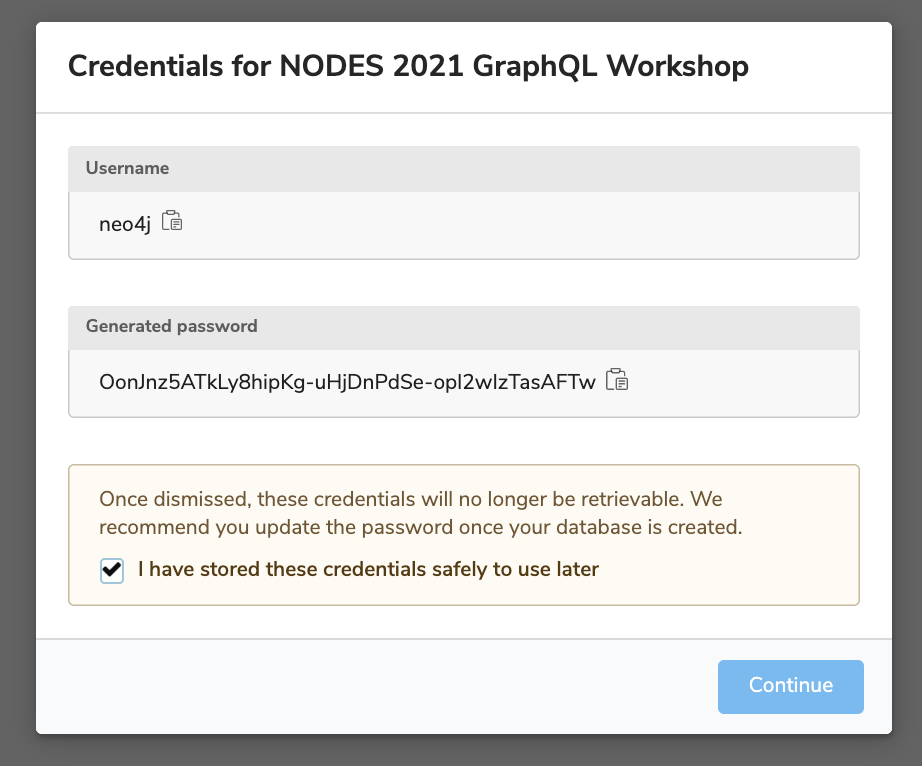 Credentials for NODES 2021 GraphQL Workshop
Username
neo4j
Generated password
OonJnz5ATkLy8hipKg-uHjDnPdSe-opl2wlzTasAFTw
Once dismissed, these credentials will no longer be retrievable. We
recommend you update the password once your database is created.
I have stored these credentials safely to use later
Continue